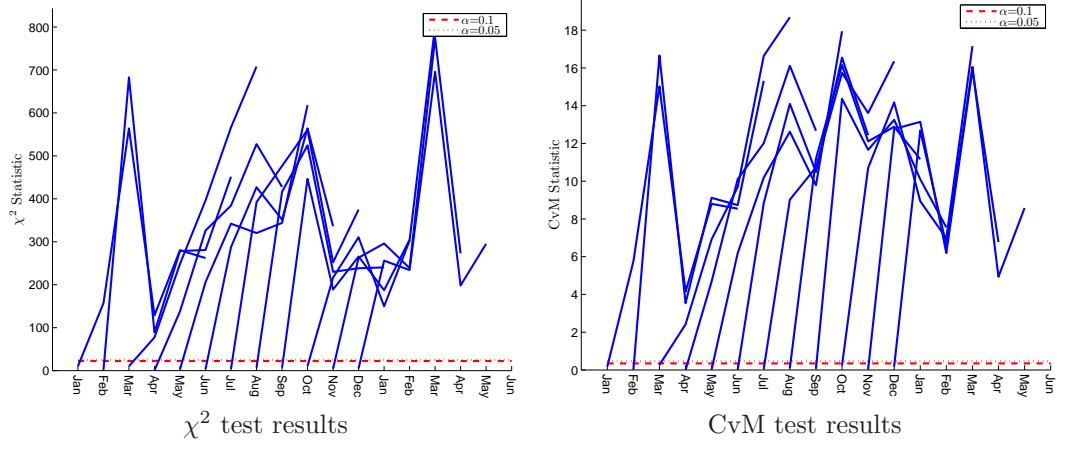 α=0.1
α=0.05
800
700
600
500
400
300
200
100
0
χ² Statistic
Jan Feb Mar Apr May Jun Jul Aug Sep Oct Nov Dec Jan Feb Mar Apr May Jun
χ² test results
α=0.1
α=0.05
18
16
14
12
10
8
6
4
2
0
CvM Statistic
Jan Feb Mar Apr May Jun Jul Aug Sep Oct Nov Dec Jan Feb Mar Apr May Jun
CvM test results